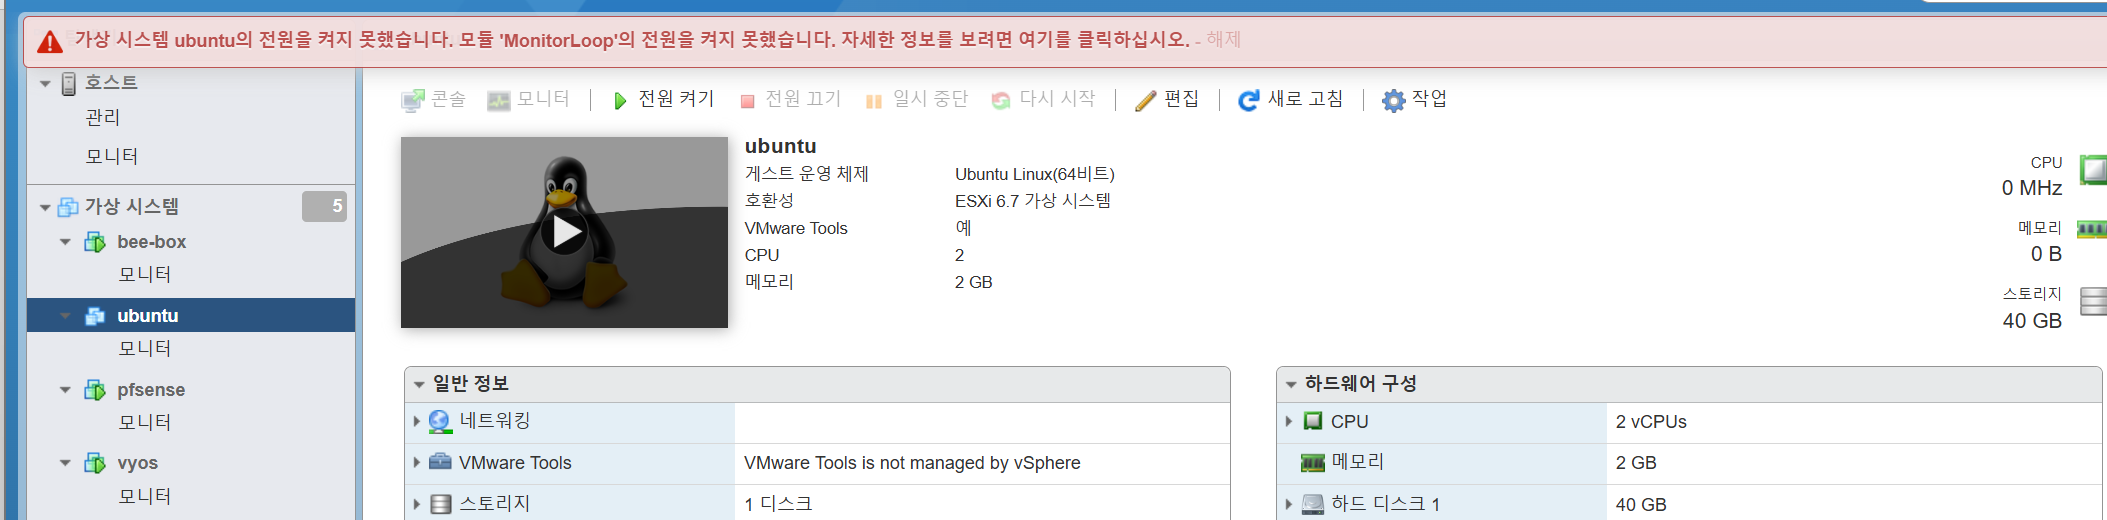 가상 시스템 ubuntu의 전원을 켜지 못했습니다. 모듈 'MonitorLoop'의 전원을 켜지 못했습니다. 자세한 정보를 보려면 여기를 클릭하십시오. - 해제
호스트
관리
모니터
가상 시스템 5
bee-box
모니터
ubuntu
모니터
pfsense
모니터
vyos
모니터
콘솔 모니터 | 전원 켜기 전원 끄기 일시 중단 다시 시작 | 편집 | 새로 고침 | 작업
ubuntu
게스트 운영 체제 Ubuntu Linux(64비트)
호환성 ESXi 6.7 가상 시스템
VMware Tools 예
CPU 2
메모리 2 GB
CPU
0 MHz
메모리
0 B
스토리지
40 GB
일반 정보
네트워킹
VMware Tools VMware Tools is not managed by vSphere
스토리지 1 디스크
하드웨어 구성
CPU 2 vCPUs
메모리 2 GB
하드 디스크 1 40 GB